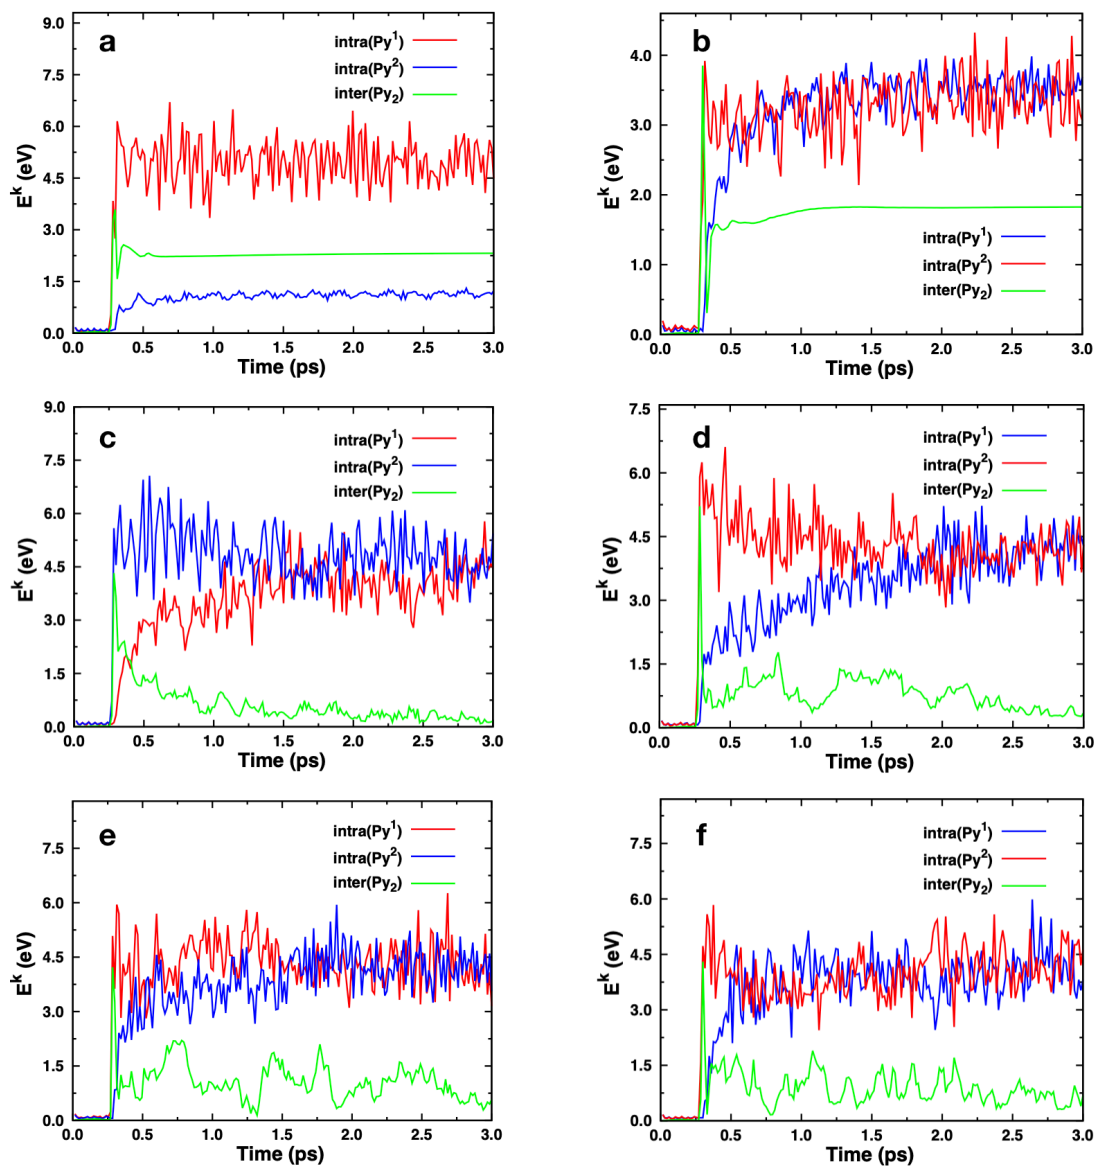 a
intra(Py¹)
intra(Py²)
inter(Py₂)
9.0
7.5
6.0
4.5
3.0
1.5
0.0
Eᵏ (eV)
0.0 0.5 1.0 1.5 2.0 2.5 3.0
Time (ps)
b
4.0
3.0
2.0
1.0
0.0
Eᵏ (eV)
intra(Py¹)
intra(Py²)
inter(Py₂)
0.0 0.5 1.0 1.5 2.0 2.5 3.0
Time (ps)
c
intra(Py¹)
intra(Py²)
inter(Py₂)
9.0
7.5
6.0
4.5
3.0
1.5
0.0
Eᵏ (eV)
0.0 0.5 1.0 1.5 2.0 2.5 3.0
Time (ps)
d
intra(Py¹)
intra(Py²)
inter(Py₂)
7.5
6.0
4.5
3.0
1.5
0.0
Eᵏ (eV)
0.0 0.5 1.0 1.5 2.0 2.5 3.0
Time (ps)
e
intra(Py¹)
intra(Py²)
inter(Py₂)
7.5
6.0
4.5
3.0
1.5
0.0
Eᵏ (eV)
0.0 0.5 1.0 1.5 2.0 2.5 3.0
Time (ps)
f
intra(Py¹)
intra(Py²)
inter(Py₂)
7.5
6.0
4.5
3.0
1.5
0.0
Eᵏ (eV)
0.0 0.5 1.0 1.5 2.0 2.5 3.0
Time (ps)